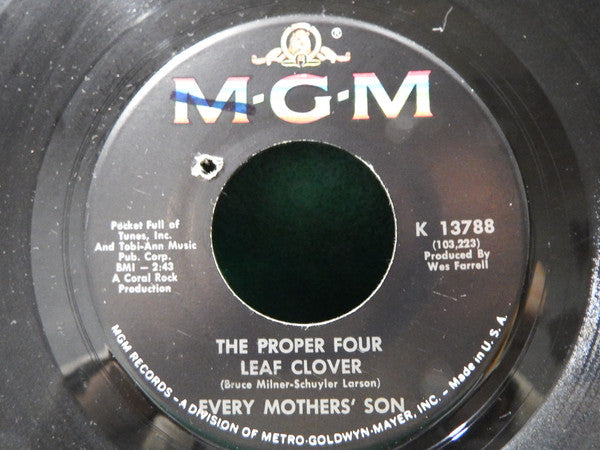 ®
M-G-M
Pocket Full of
Tunes, Inc.
And Tobi-Ann Music
Pub. Corp.
BMI — 2:43
A Coral Rock
Production
K 13788
(103,223)
Produced By
Wes Farrell
THE PROPER FOUR
LEAF CLOVER
(Bruce Milner-Schuyler Larson)
EVERY MOTHERS' SON
MGM RECORDS - A DIVISION OF METRO-GOLDWYN-MAYER, INC. - Made in U. S. A.